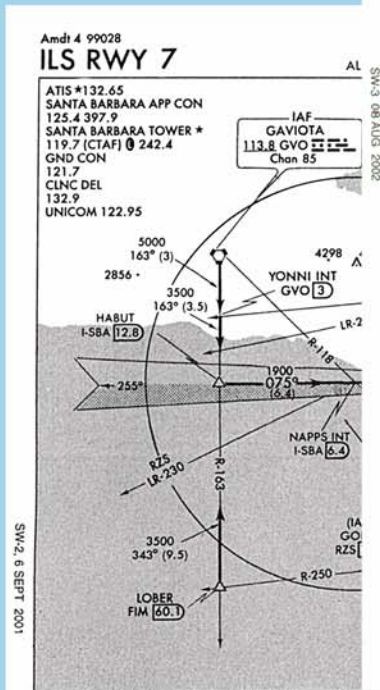 Amdt 4 99028
ILS RWY 7
AL
ATIS ★132.65
SANTA BARBARA APP CON
125.4 397.9
SANTA BARBARA TOWER ★
119.7 (CTAF) 242.4
GND CON
121.7
CLNC DEL
132.9
UNICOM 122.95
IAF
GAVIOTA
113.8 GVO
Chan 85
SW-3 08 AUG 2002
5000
163° (3)
4298
2856
YONNI INT
GVO 3
3500
163° (3.5)
HABUT
I-SBA 12.8
LR-2
R-118
1900
075°
(6.4)
255°
NAPPS INT
I-SBA 6.4
RZS
LR-230
R-163
3500
343° (9.5)
(IA
GO
RZS
R-250
LOBER
FIM 60.1
SW-2, 6 SEPT 2001